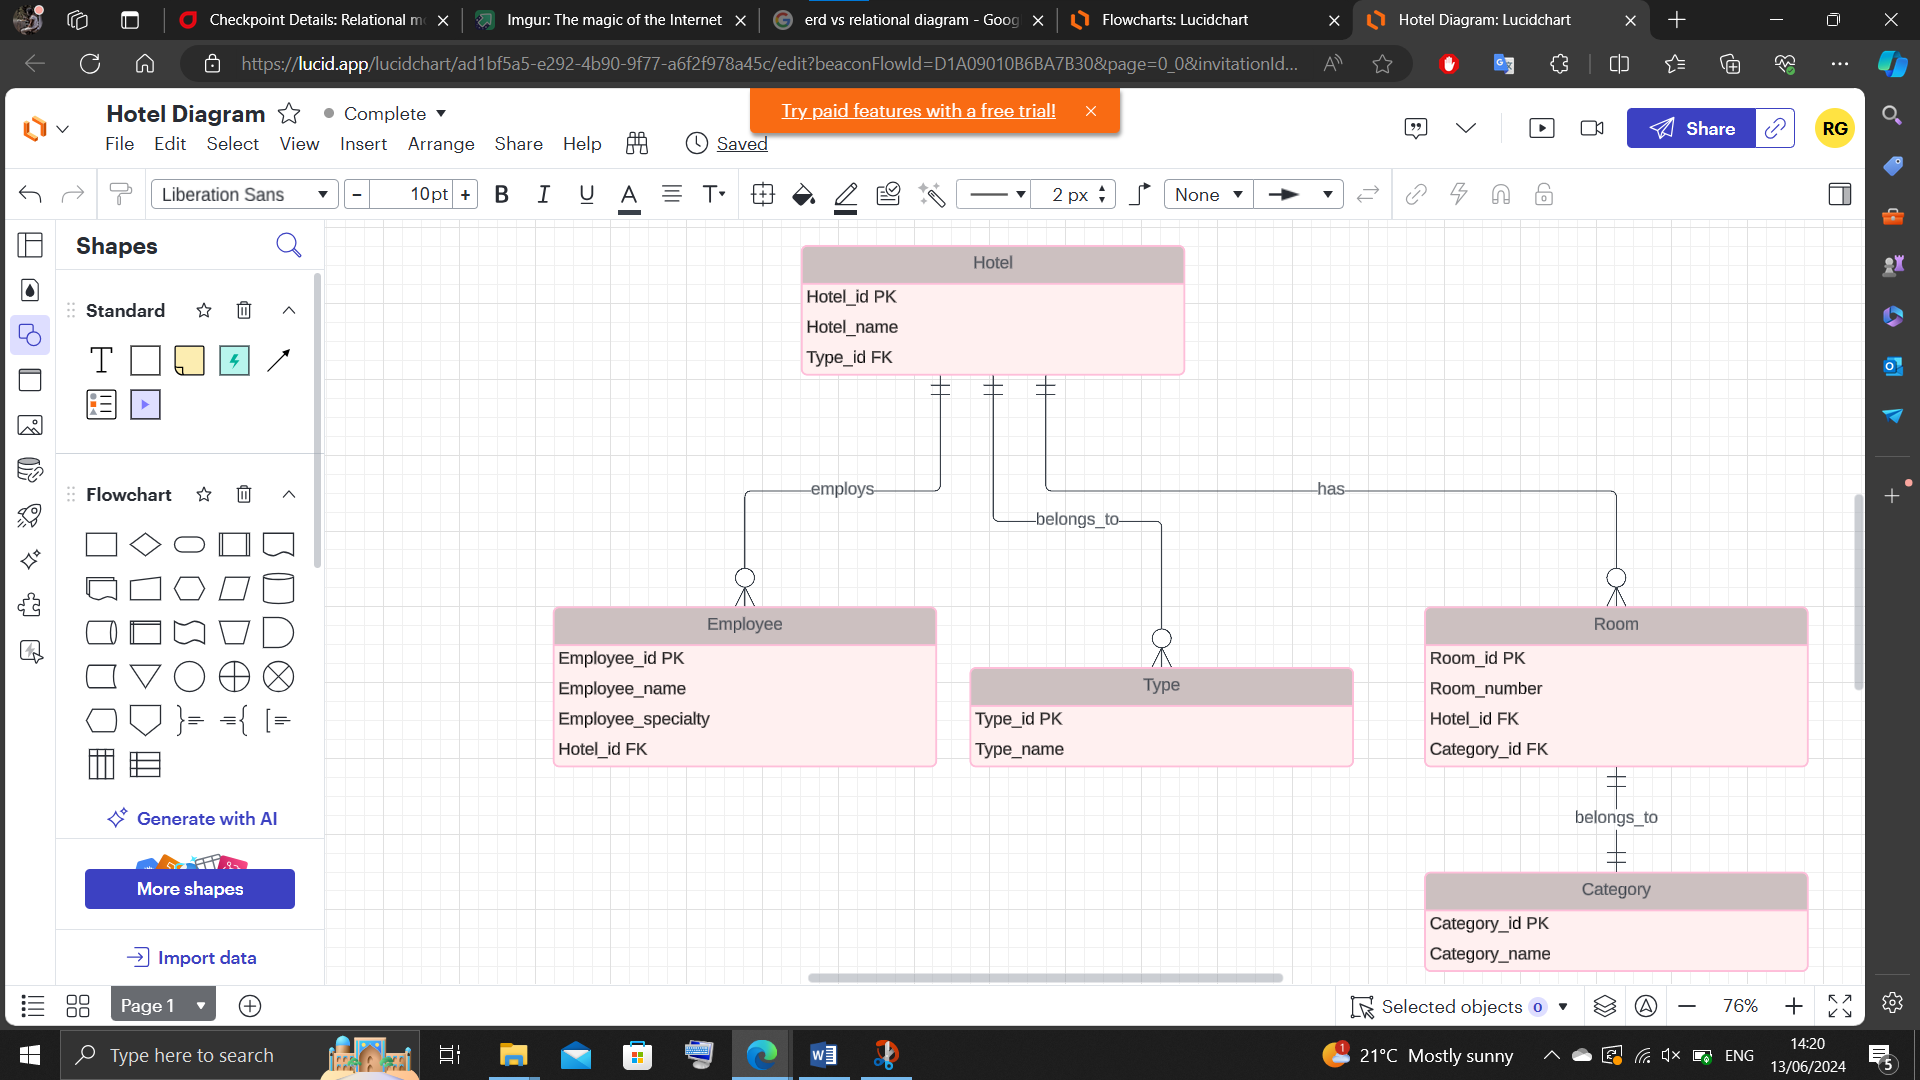 Checkpoint Details: Relational m
Imgur: The magic of the Internet
erd vs relational diagram - Goog
Flowcharts: Lucidchart
Hotel Diagram: Lucidchart
https://lucid.app/lucidchart/ad1bf5a5-e292-4b90-9f77-a6f2f978a45c/edit?beaconFlowId=D1A09010B6BA7B30&page=0_0&invitationId...
Hotel Diagram
Complete
Try paid features with a free trial!
File Edit Select View Insert Arrange Share Help
Saved
Share
RG
Liberation Sans
10pt
B I U A
2 px
None
Shapes
Standard
Flowchart
Generate with AI
More shapes
Import data
Hotel
Hotel_id PK
Hotel_name
Type_id FK
employs
belongs_to
has
Employee
Employee_id PK
Employee_name
Employee_specialty
Hotel_id FK
Type
Type_id PK
Type_name
Room
Room_id PK
Room_number
Hotel_id FK
Category_id FK
belongs_to
Category
Category_id PK
Category_name
Page 1
Selected objects 0
76%
Type here to search
1
21°C Mostly sunny
ENG
14:20
13/06/2024
5